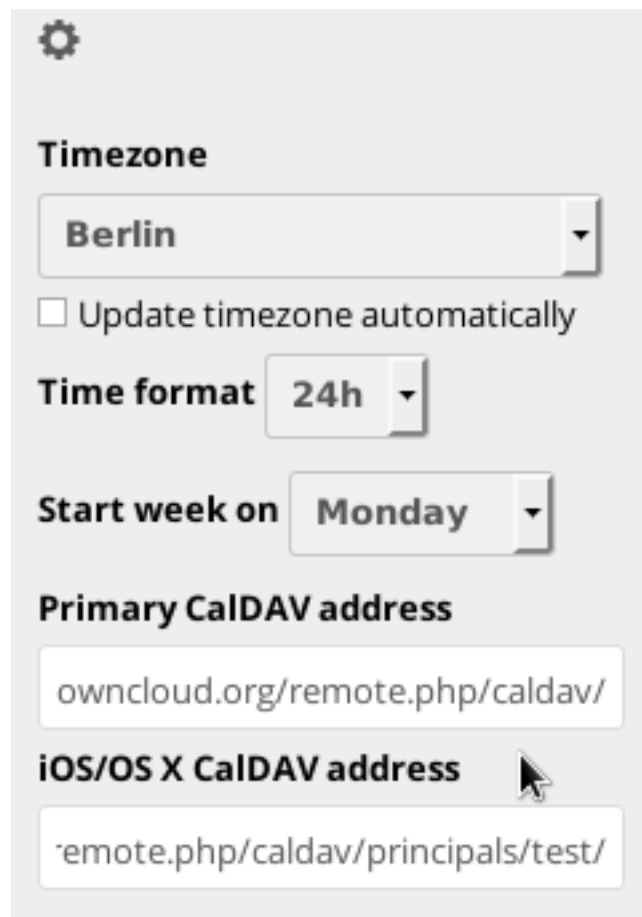 Timezone
Berlin
Update timezone automatically
Time format 24h
Start week on Monday
Primary CalDAV address
owncloud.org/remote.php/caldav/
iOS/OS X CalDAV address
remote.php/caldav/principals/test/